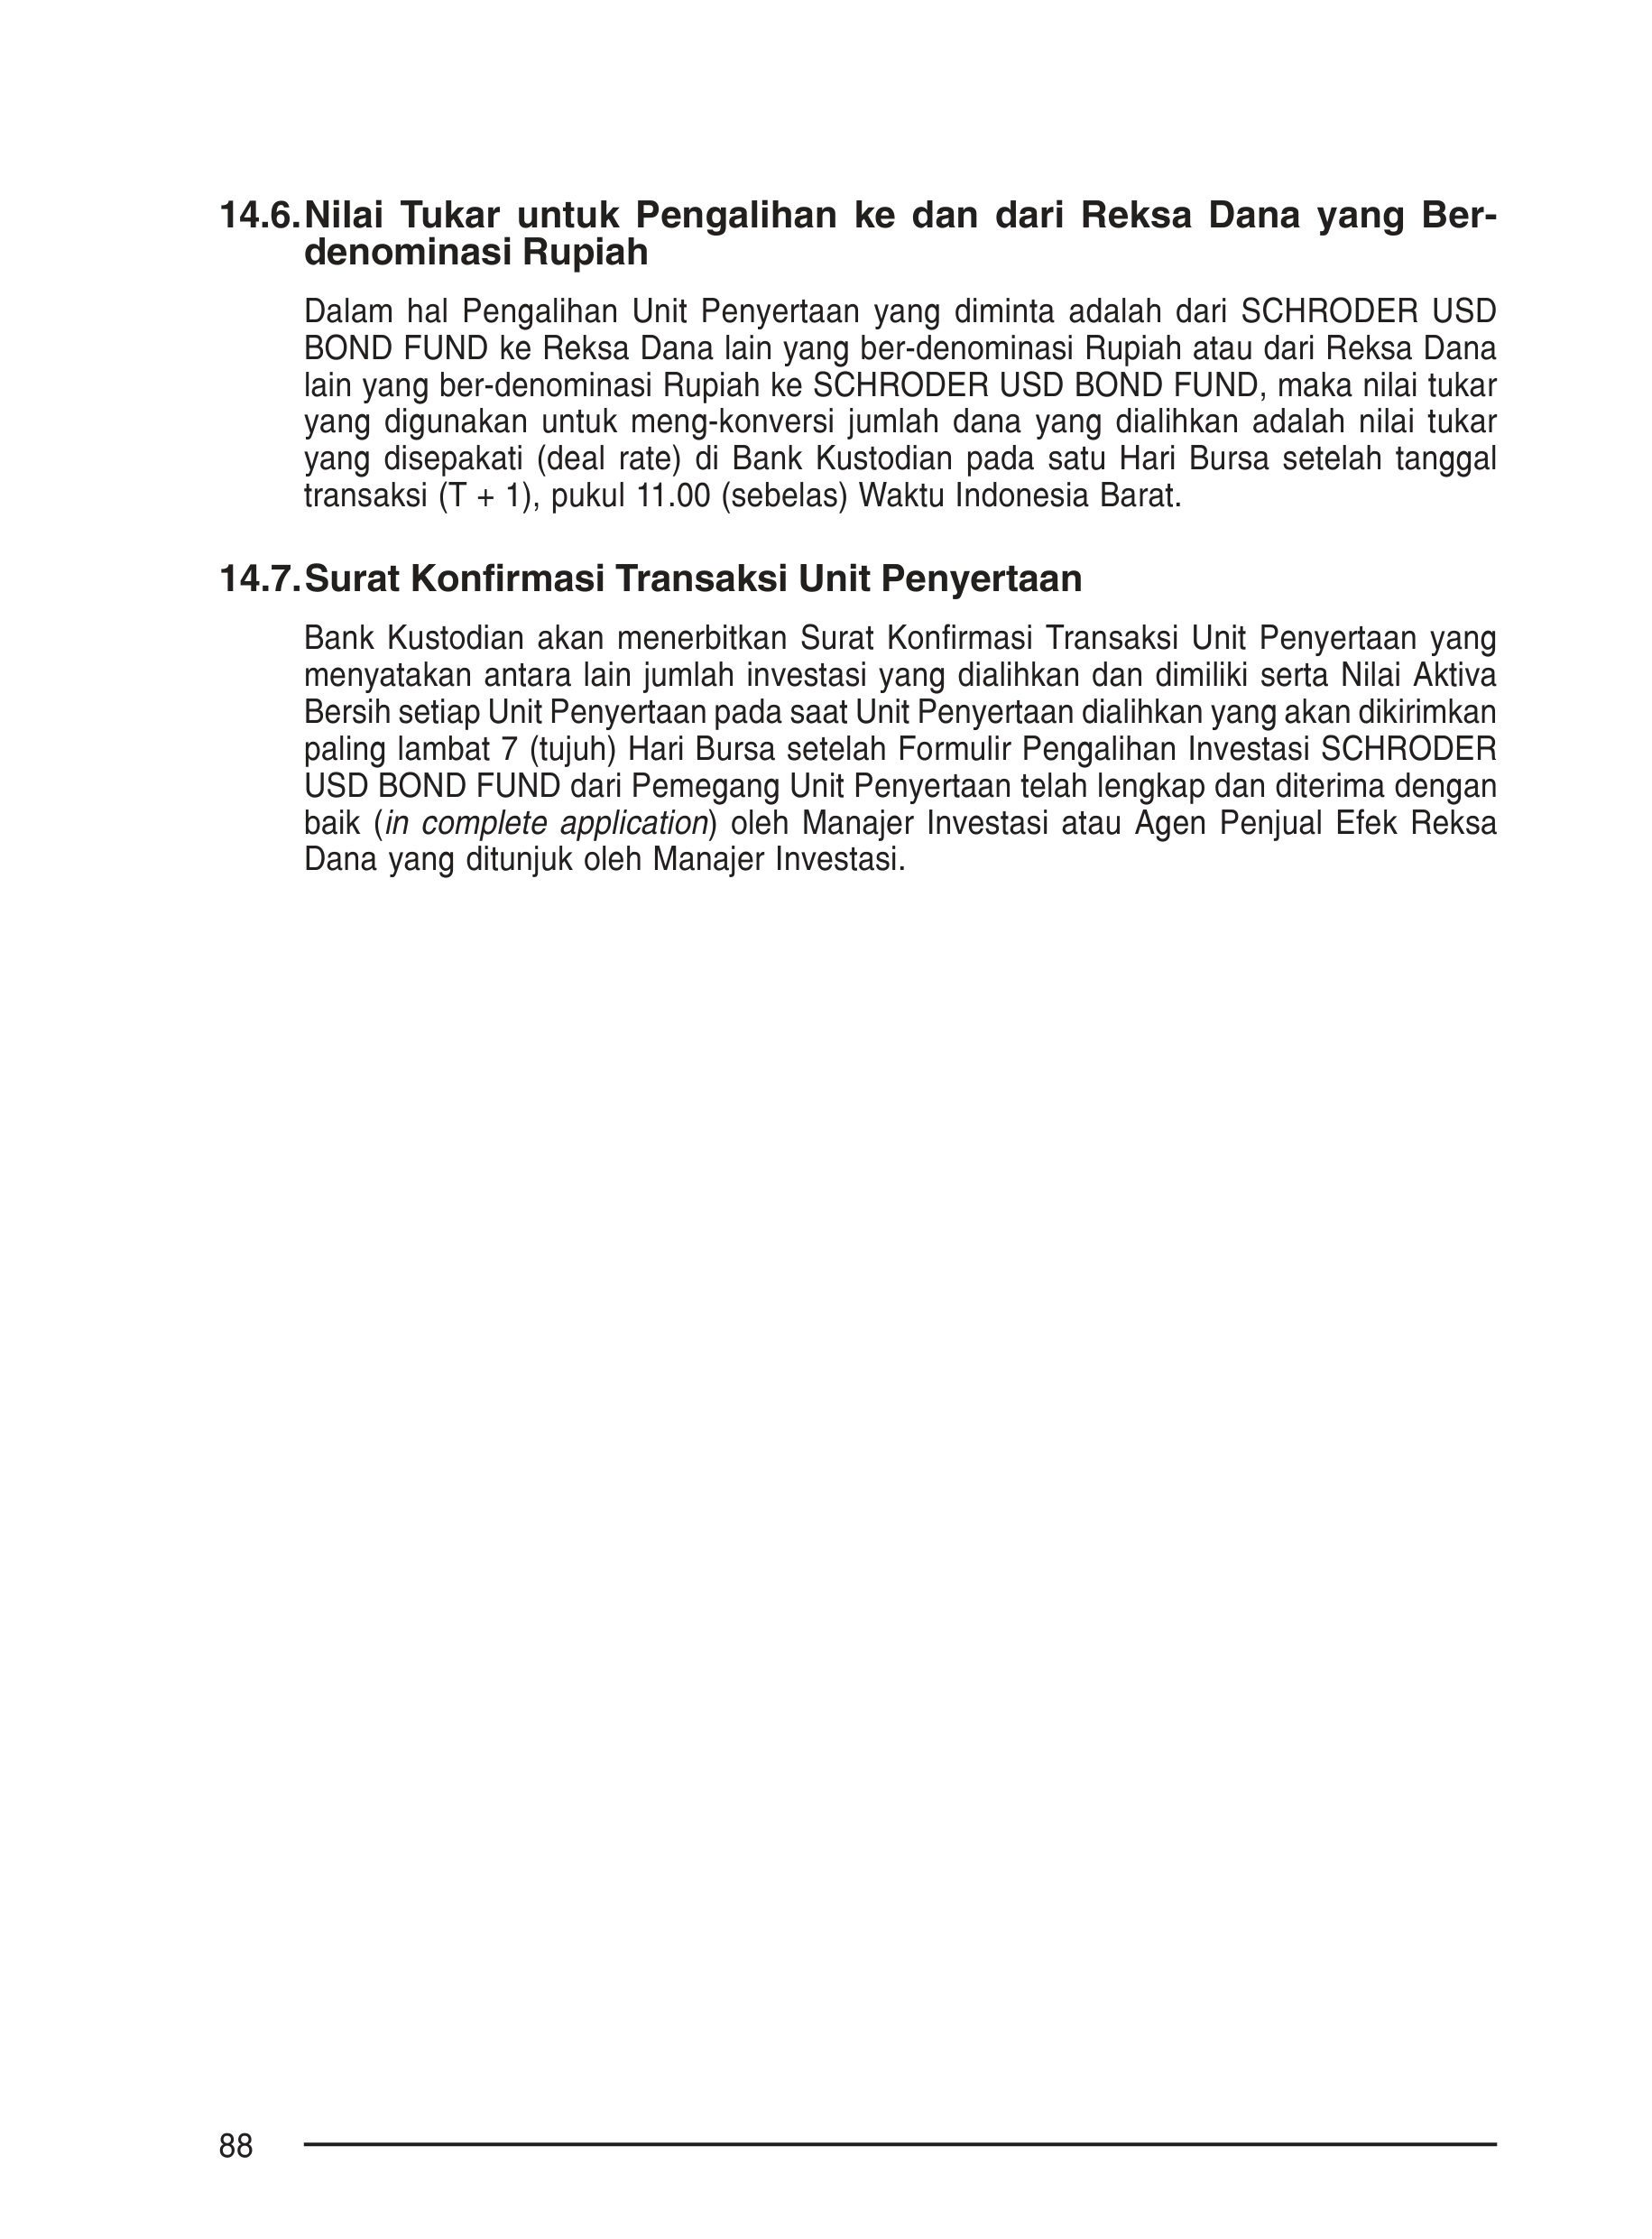 14.6. Nilai Tukar untuk Pengalihan ke dan dari Reksa Dana yang Ber-
denominasi Rupiah
Dalam hal Pengalihan Unit Penyertaan yang diminta adalah dari SCHRODER USD
BOND FUND ke Reksa Dana lain yang ber-denominasi Rupiah atau dari Reksa Dana
lain yang ber-denominasi Rupiah ke SCHRODER USD BOND FUND, maka nilai tukar
yang digunakan untuk meng-konversi jumlah dana yang dialihkan adalah nilai tukar
yang disepakati (deal rate) di Bank Kustodian pada satu Hari Bursa setelah tanggal
transaksi (T + 1), pukul 11.00 (sebelas) Waktu Indonesia Barat.
14.7. Surat Konfirmasi Transaksi Unit Penyertaan
Bank Kustodian akan menerbitkan Surat Konfirmasi Transaksi Unit Penyertaan yang
menyatakan antara lain jumlah investasi yang dialihkan dan dimiliki serta Nilai Aktiva
Bersih setiap Unit Penyertaan pada saat Unit Penyertaan dialihkan yang akan dikirimkan
paling lambat 7 (tujuh) Hari Bursa setelah Formulir Pengalihan Investasi SCHRODER
USD BOND FUND dari Pemegang Unit Penyertaan telah lengkap dan diterima dengan
baik (in complete application) oleh Manajer Investasi atau Agen Penjual Efek Reksa
Dana yang ditunjuk oleh Manajer Investasi.
88